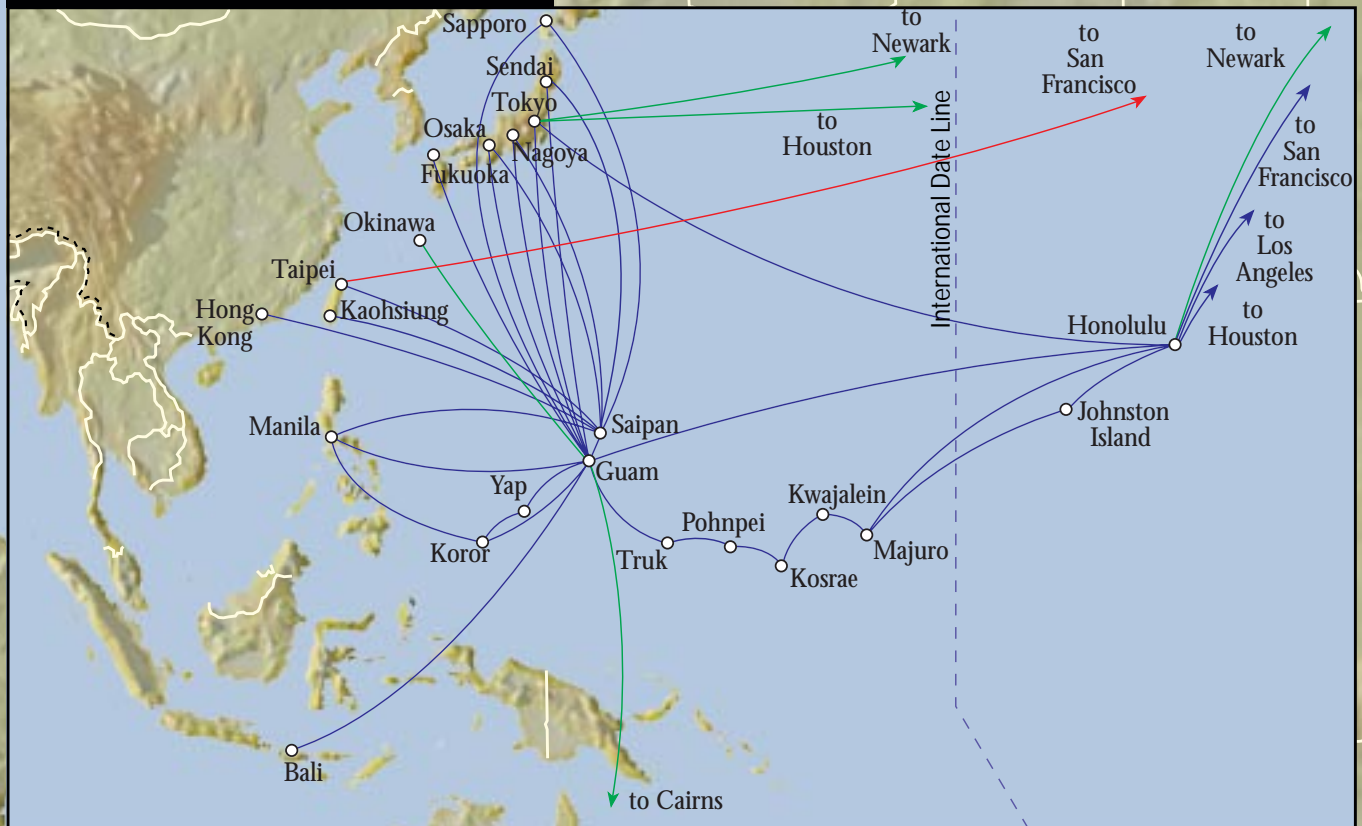 Sapporo
to
Newark
to
San
Francisco
to
Newark
Sendai
Tokyo
Osaka
Nagoya
Fukuoka
to
Houston
International Date Line
to
San
Francisco
Okinawa
to
Los
Angeles
Taipei
Hong
Kong
Kaohsiung
Honolulu
to
Houston
Manila
Saipan
Johnston
Island
Guam
Yap
Koror
Truk
Pohnpei
Kwajalein
Kosrae
Majuro
Bali
to Cairns